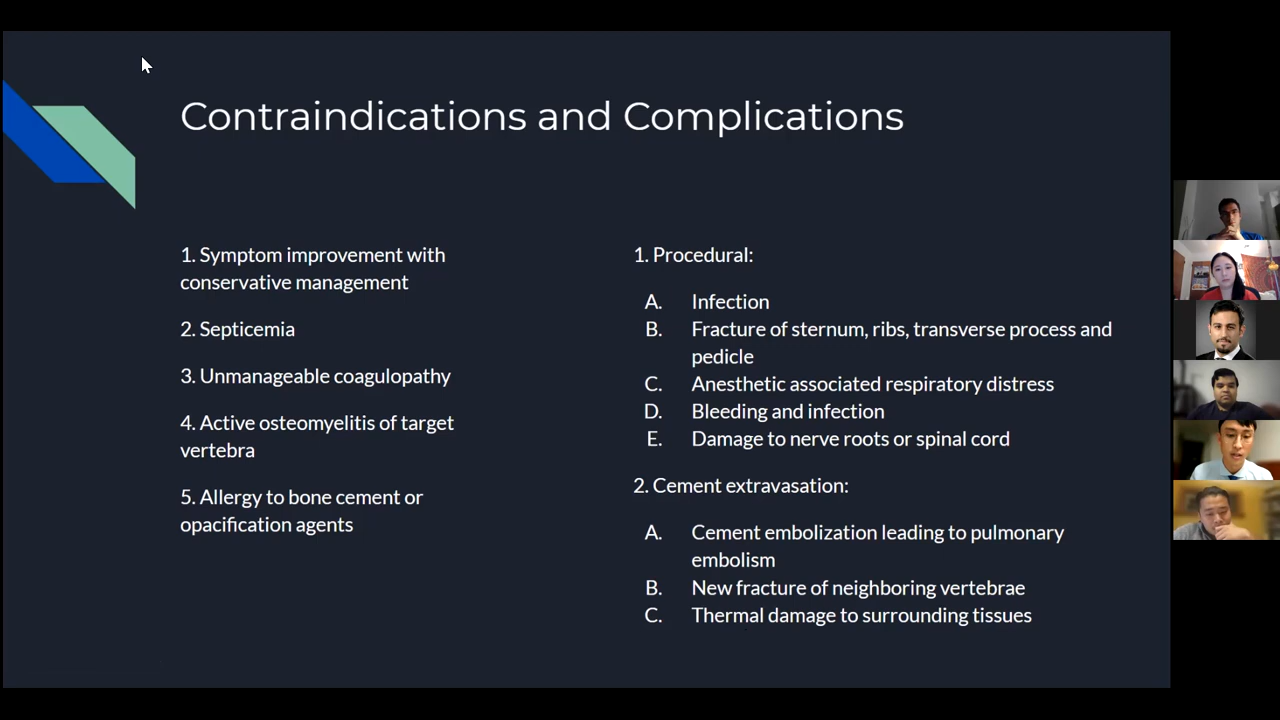 Contraindications and Complications
1. Symptom improvement with
conservative management
2. Septicemia
3. Unmanageable coagulopathy
4. Active osteomyelitis of target
vertebra
5. Allergy to bone cement or
opacification agents
1. Procedural:
A. Infection
B. Fracture of sternum, ribs, transverse process and
pedicle
C. Anesthetic associated respiratory distress
D. Bleeding and infection
E. Damage to nerve roots or spinal cord
2. Cement extravasation:
A. Cement embolization leading to pulmonary
embolism
B. New fracture of neighboring vertebrae
C. Thermal damage to surrounding tissues